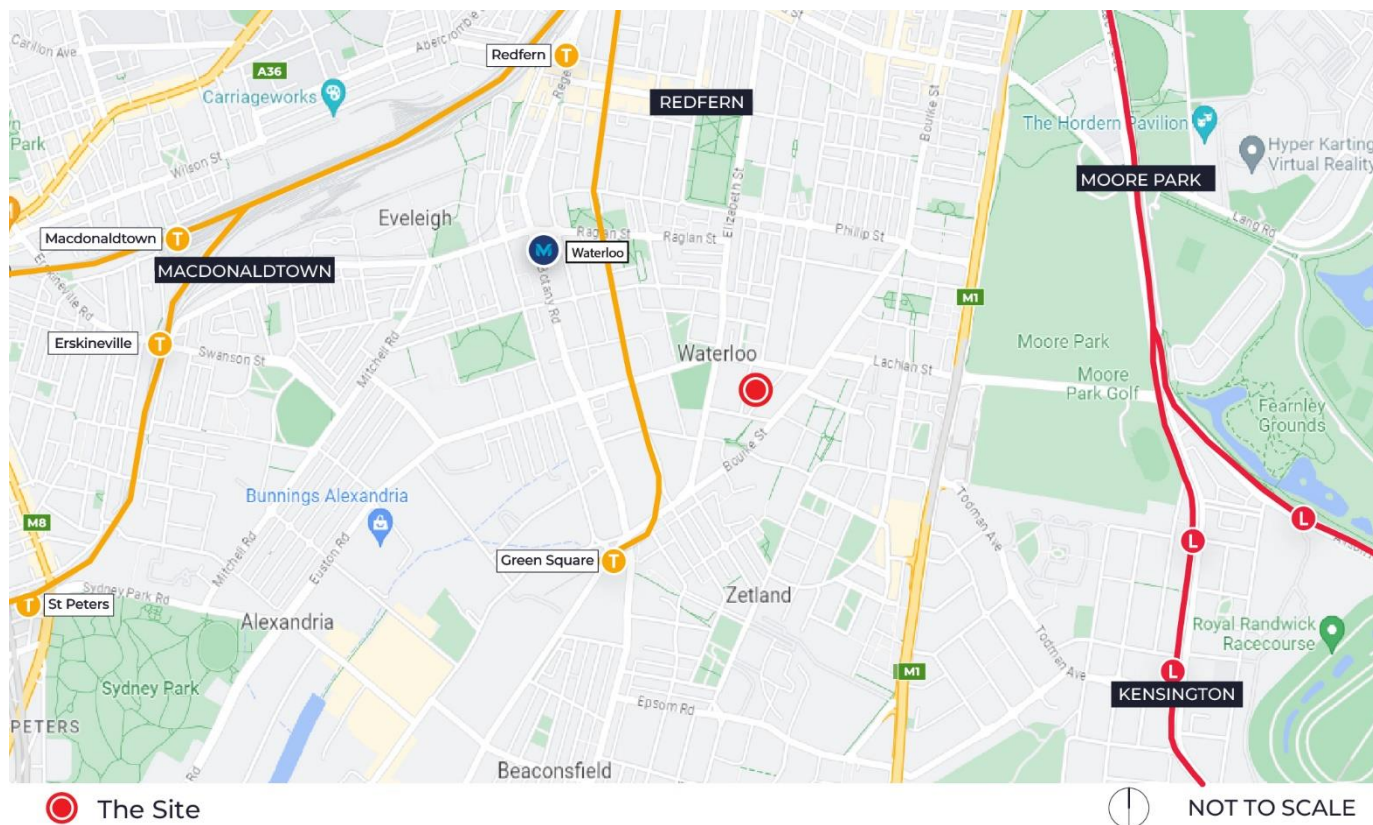 Carillon Ave
Abercrombie
Redfern
T
A36
Carriageworks
Rege
REDFERN
Bourke St
The Hordern Pavilion
Hyper Karting
Virtual Reality
Park
Wilson St
MOORE PARK
Elizabeth St
Eveleigh
Macdonaldtown
T
Raglan St
Raglan St
Phillip St
Lang Rd
M
Waterloo
MACDONALDTOWN
Erskineville Rd
Botany Rd
M1
Erskineville
T
Swanson St
Mitchell Rd
Waterloo
Lachlan St
Moore Park
Moore
Park Golf
Fearnley
Grounds
Bourke St
Bunnings Alexandria
M8
Todman Ave
L
L
Mitchell Rd
Euston Rd
Green Square
T
Sydney Park Rd
T
St Peters
Alexandria
Zetland
Todman Ave
Royal Randwick
Racecourse
M1
L
Sydney Park
KENSINGTON
Epsom Rd
PETERS
Rd
Beaconsfield
The Site
NOT TO SCALE